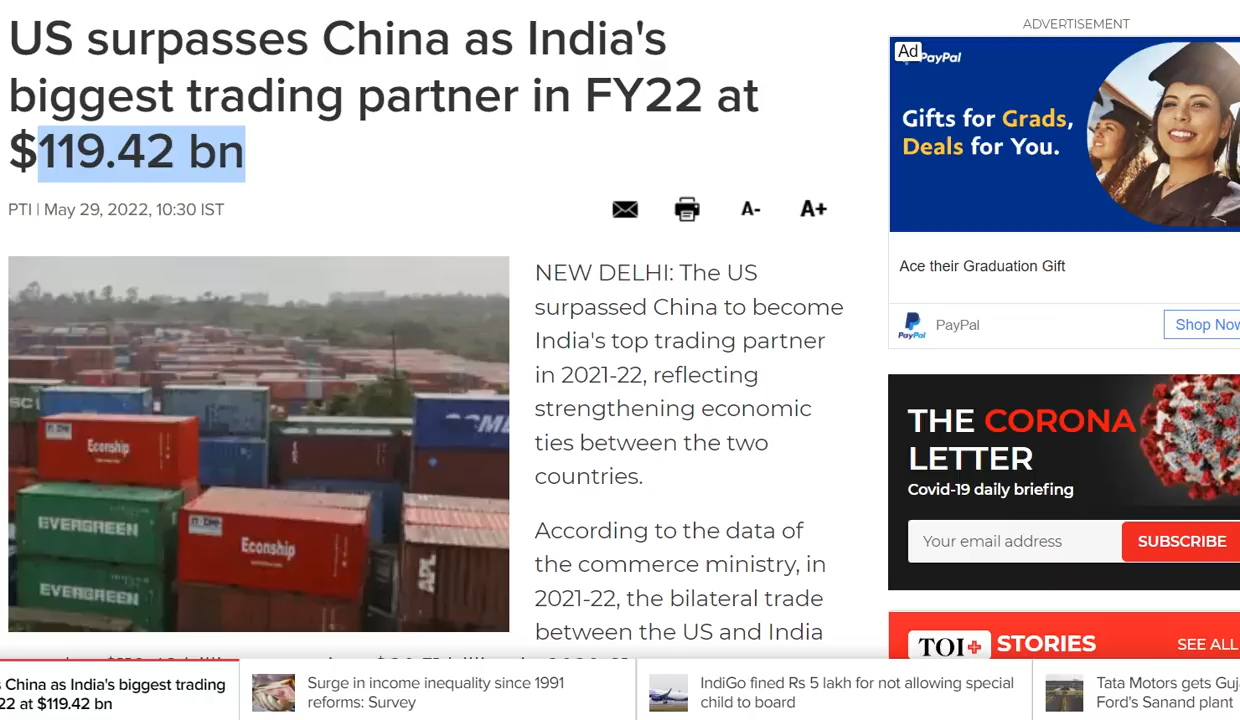 US surpasses China as India's
biggest trading partner in FY22 at
$119.42 bn
PTI | May 29, 2022, 10:30 IST
A-
A+
NEW DELHI: The US
surpassed China to become
India's top trading partner
in 2021-22, reflecting
strengthening economic
ties between the two
countries.
According to the data of
the commerce ministry, in
2021-22, the bilateral trade
between the US and India
Econship
EVERGREEN
Econship
EVERGREEN
APL
ADVERTISEMENT
Ad
PayPal
Gifts for Grads,
Deals for You.
Ace their Graduation Gift
PayPal
PayPal
Shop Now
THE CORONA
LETTER
Covid-19 daily briefing
Your email address
SUBSCRIBE
TOI+ STORIES
SEE ALL
China as India's biggest trading
22 at $119.42 bn
Surge in income inequality since 1991
reforms: Survey
IndiGo fined Rs 5 lakh for not allowing special
child to board
Tata Motors gets Guj
Ford's Sanand plant